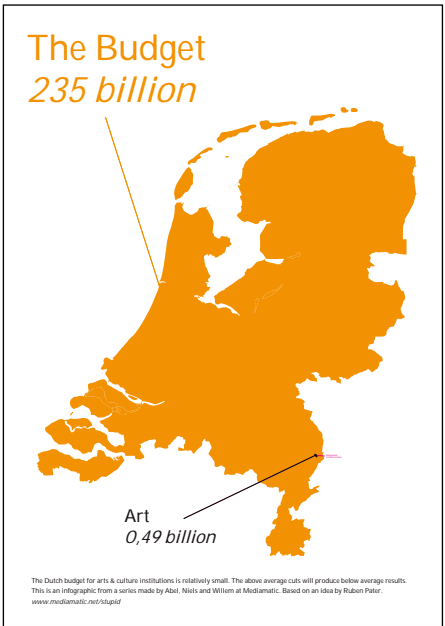 The Budget
235 billion
Art
0,49 billion
The Dutch budget for arts & culture institutions is relatively small. The above average cuts will produce below average results.
This is an infographic from a series made by Abel, Niels and Willem at Mediamatic. Based on an idea by Ruben Pater.
www.mediamatic.net/stupid